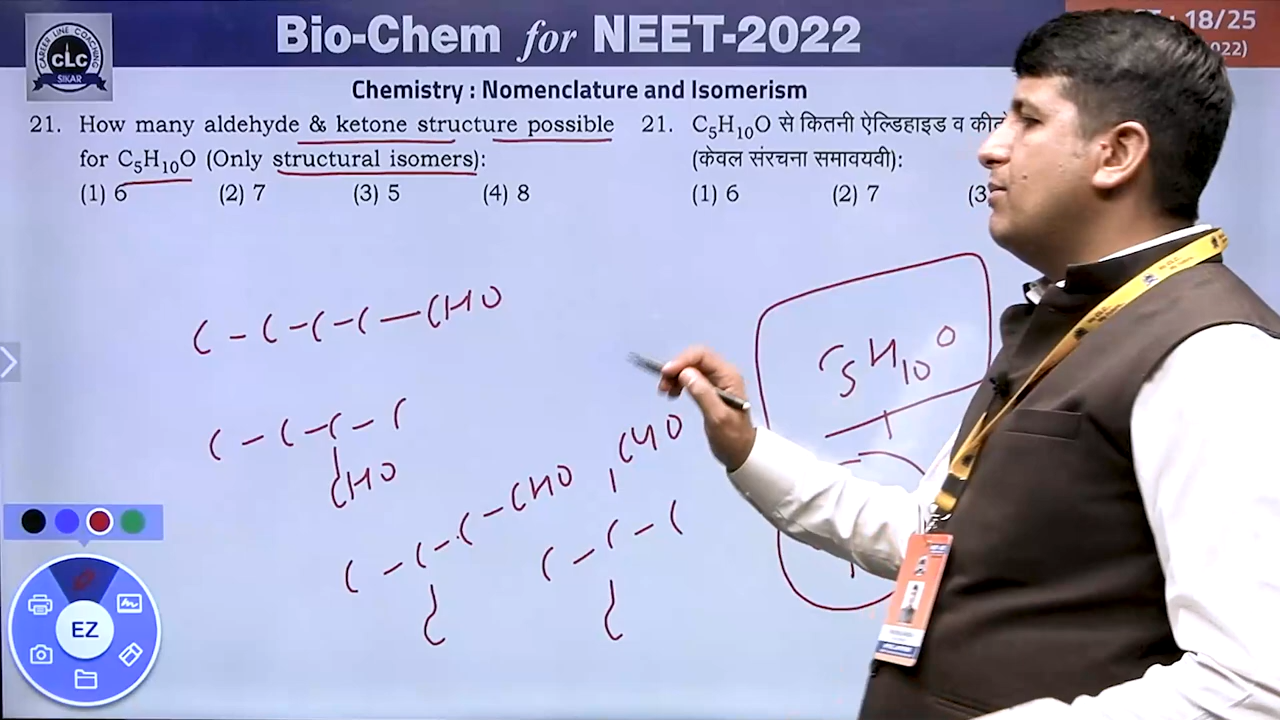 CAREER LINE COACHING
CLC
SIKAR
Bio-Chem for NEET-2022
18/25
2022)
Chemistry : Nomenclature and Isomerism
21. How many aldehyde & ketone structure possible
for C₅H₁₀O (Only structural isomers):
(1) 6 (2) 7 (3) 5 (4) 8
21. C₅H₁₀O से कितनी ऐल्डिहाइड व
(केवल संरचना समावयवी):
(1) 6 (2) 7 (3
C - C - C - C - CHO
C₅H₁₀O
C - C - C - C
CHO
C - C - C - CHO
C
CHO
C - C - C
C
EZ